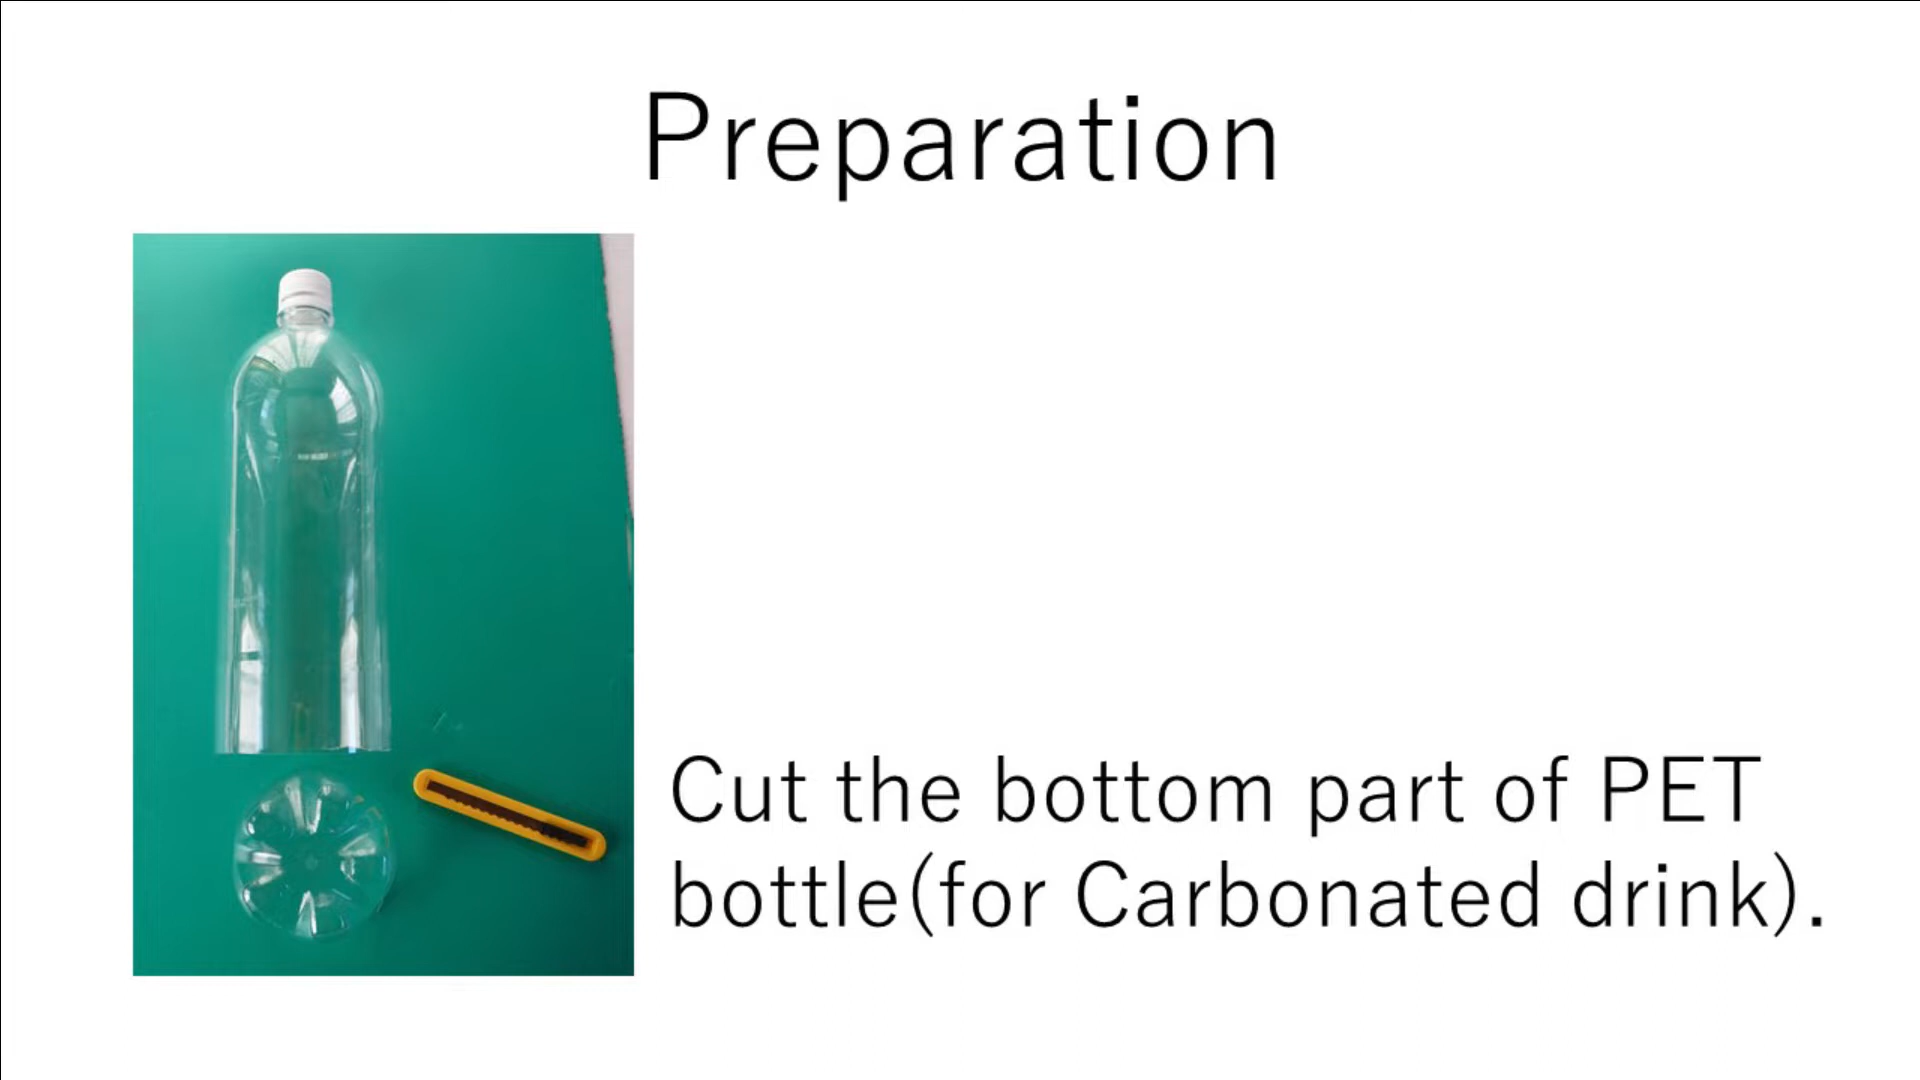 Preparation
Cut the bottom part of PET
bottle(for Carbonated drink).